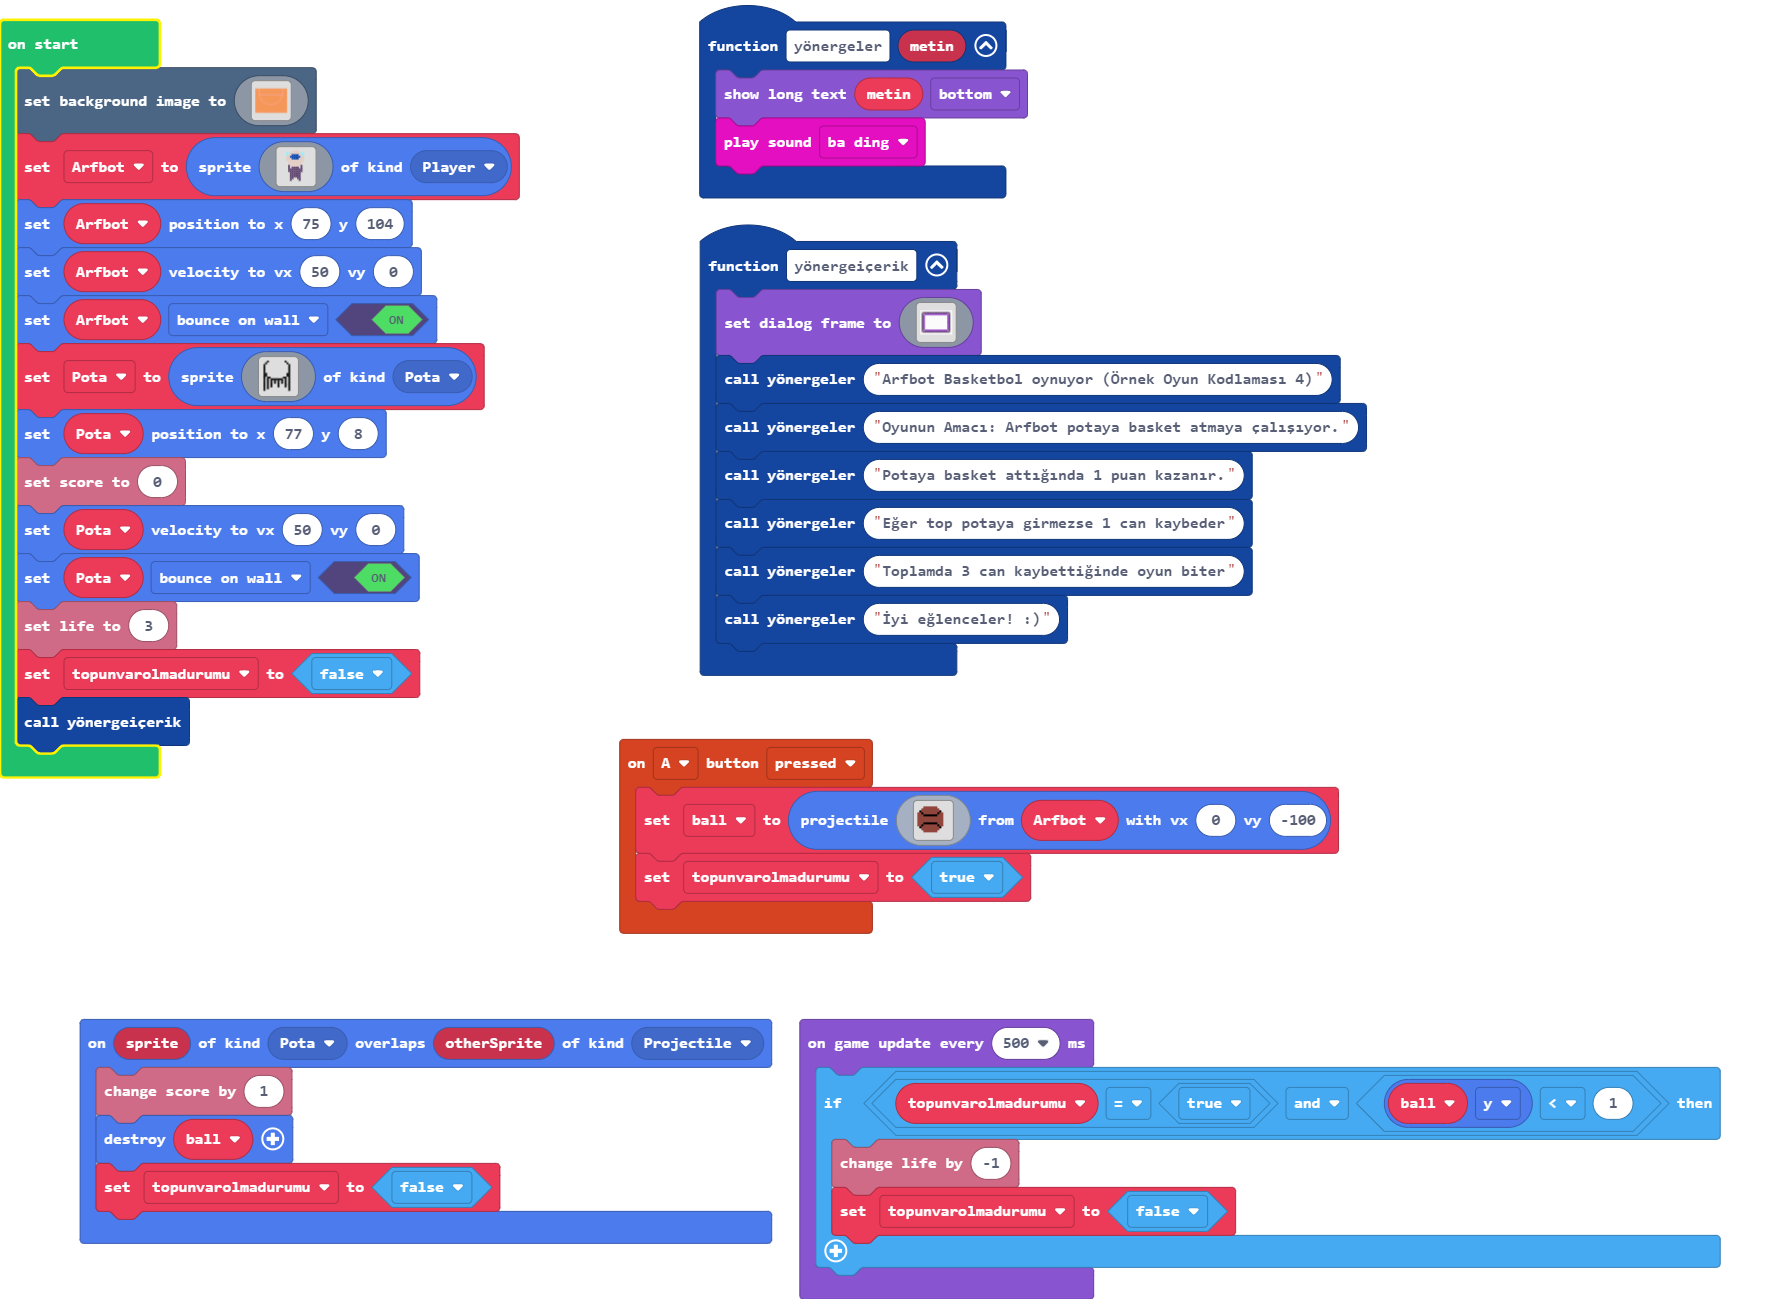 on start
set background image to
set Arfbot to sprite of kind Player
set Arfbot position to x 75 y 104
set Arfbot velocity to vx 50 vy 0
set Arfbot bounce on wall ON
set Pota to sprite of kind Pota
set Pota position to x 77 y 8
set score to 0
set Pota velocity to vx 50 vy 0
set Pota bounce on wall ON
set life to 3
set topunvarolmadurumu to false
call yönergeiçerik
function yönergeler metin
show long text metin bottom
play sound ba ding
function yönergeiçerik
set dialog frame to
call yönergeler "Arfbot Basketbol oynuyor (Örnek Oyun Kodlaması 4)"
call yönergeler "Oyunun Amacı: Arfbot potaya basket atmaya çalışıyor."
call yönergeler "Potaya basket attığında 1 puan kazanır."
call yönergeler "Eğer top potaya girmezse 1 can kaybeder"
call yönergeler "Toplamda 3 can kaybettiğinde oyun biter"
call yönergeler "İyi eğlenceler! :)"
on A button pressed
set ball to projectile from Arfbot with vx 0 vy -100
set topunvarolmadurumu to true
on sprite of kind Pota overlaps otherSprite of kind Projectile
change score by 1
destroy ball
set topunvarolmadurumu to false
on game update every 500 ms
if topunvarolmadurumu = true and ball y < 1 then
change life by -1
set topunvarolmadurumu to false